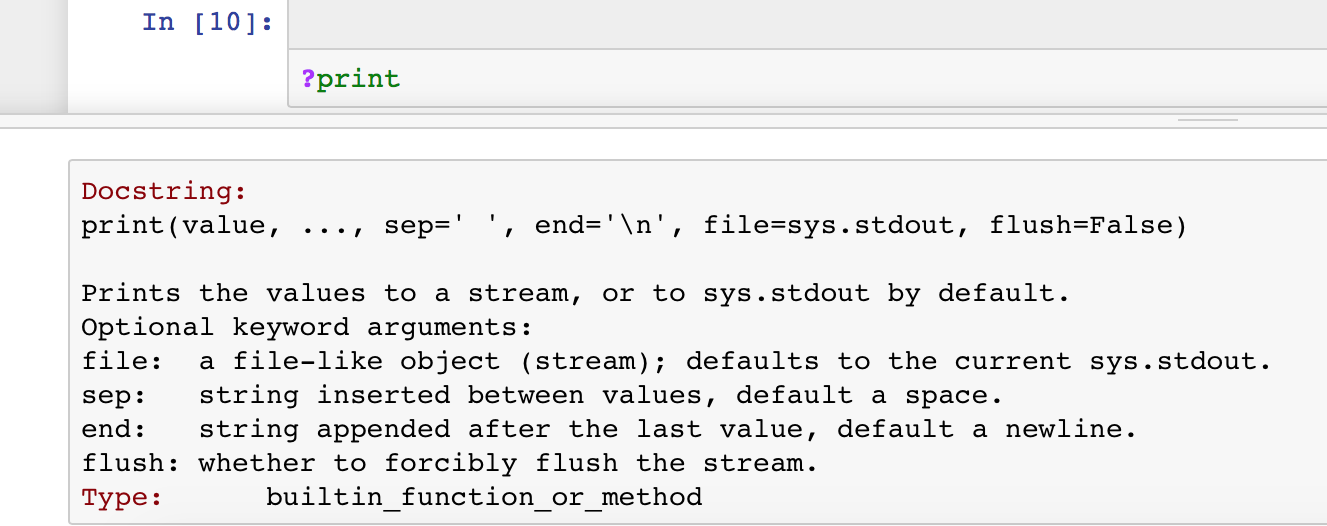 In [10]:
?print
Docstring:
print(value, ..., sep=' ', end='\n', file=sys.stdout, flush=False)
Prints the values to a stream, or to sys.stdout by default.
Optional keyword arguments:
file:  a file-like object (stream); defaults to the current sys.stdout.
sep:   string inserted between values, default a space.
end:   string appended after the last value, default a newline.
flush: whether to forcibly flush the stream.
Type:      builtin_function_or_method